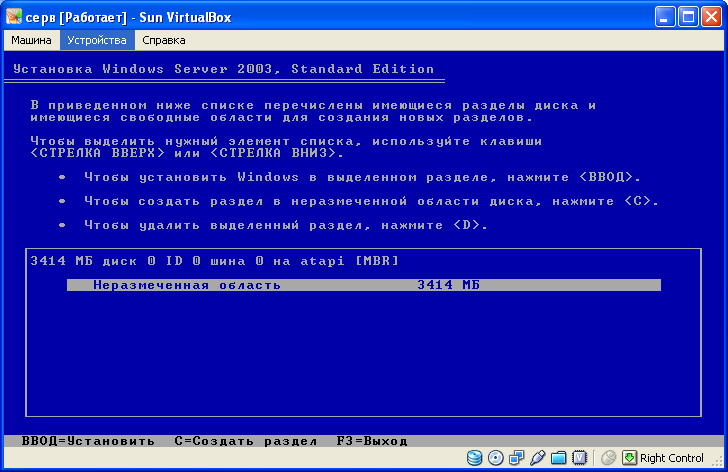 серв [Работает] - Sun VirtualBox
Машина Устройства Справка
Установка Windows Server 2003, Standard Edition
В приведенном ниже списке перечислены имеющиеся разделы диска и
имеющиеся свободные области для создания новых разделов.
Чтобы выделить нужный элемент списка, используйте клавиши
<СТРЕЛКА ВВЕРХ> или <СТРЕЛКА ВНИЗ>.
• Чтобы установить Windows в выделенном разделе, нажмите <ВВОД>.
• Чтобы создать раздел в неразмеченной области диска, нажмите <C>.
• Чтобы удалить выделенный раздел, нажмите <D>.
3414 МБ диск 0 ID 0 шина 0 на atapi [MBR]
Неразмеченная область 3414 МБ
ВВОД=Установить C=Создать раздел F3=Выход
Right Control